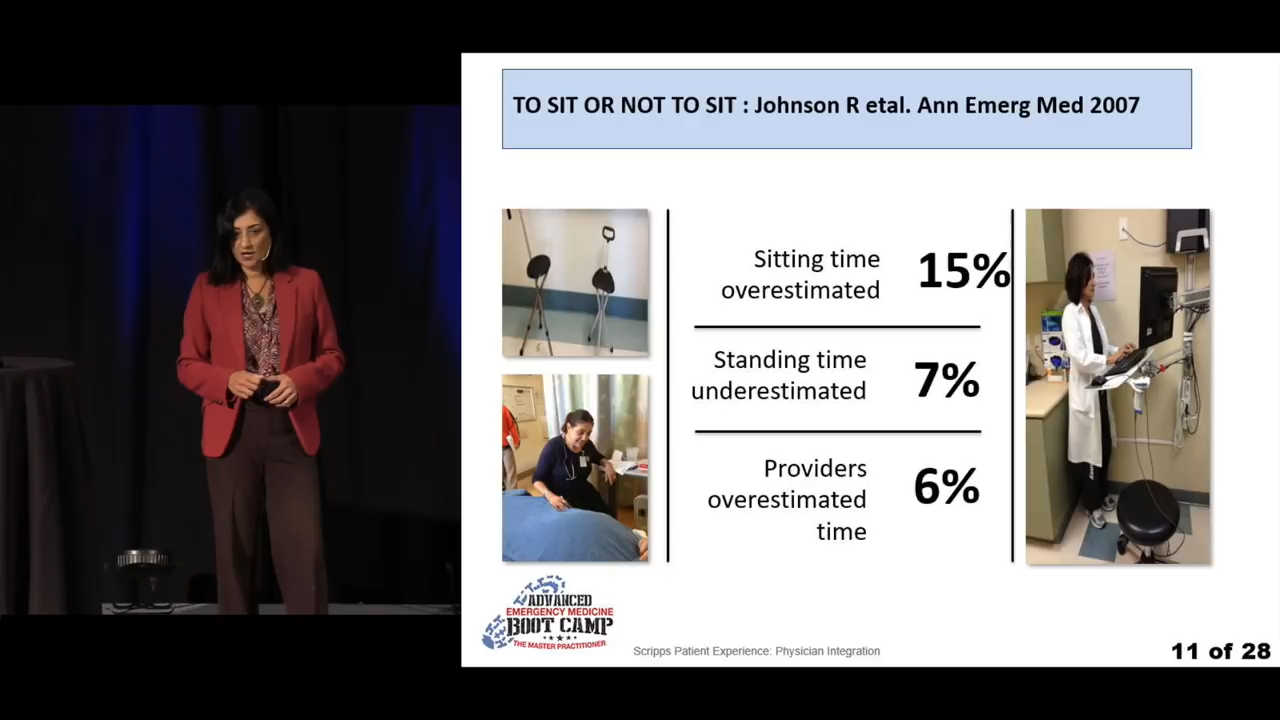 TO SIT OR NOT TO SIT : Johnson R etal. Ann Emerg Med 2007
Sitting time
overestimated
15%
Standing time
underestimated
7%
Providers
overestimated
time
6%
ADVANCED
EMERGENCY MEDICINE
BOOT CAMP
THE MASTER PRACTITIONER
Scripps Patient Experience: Physician Integration
11 of 28